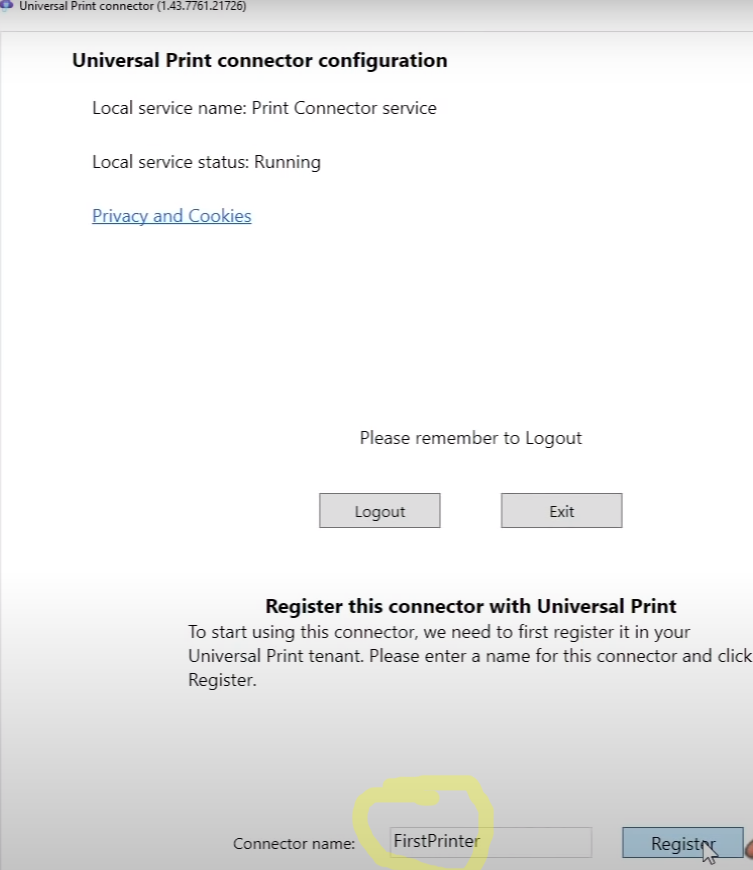 Universal Print connector (1.43.7761.21726)
Universal Print connector configuration
Local service name: Print Connector service
Local service status: Running
Privacy and Cookies
Please remember to Logout
Logout
Exit
Register this connector with Universal Print
To start using this connector, we need to first register it in your
Universal Print tenant. Please enter a name for this connector and click
Register.
Connector name:
FirstPrinter
Register